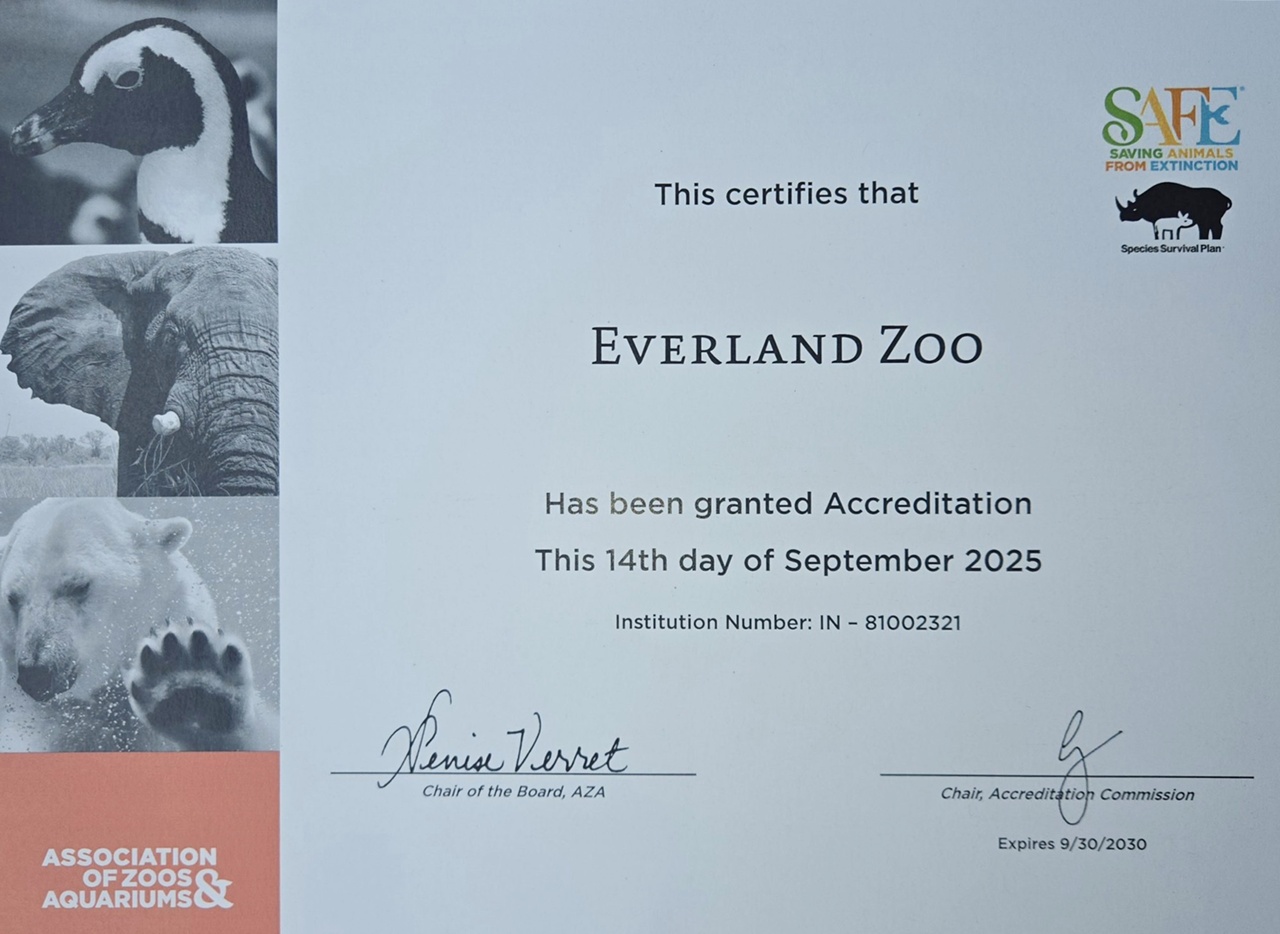 SAFE
SAVING ANIMALS
FROM EXTINCTION
Species Survival Plan
This certifies that
EVERLAND ZOO
Has been granted Accreditation
This 14th day of September 2025
Institution Number: IN – 81002321
Denise Verret
Chair of the Board, AZA
Chair, Accreditation Commission
Expires 9/30/2030
ASSOCIATION
OF ZOOS
AQUARIUMS &